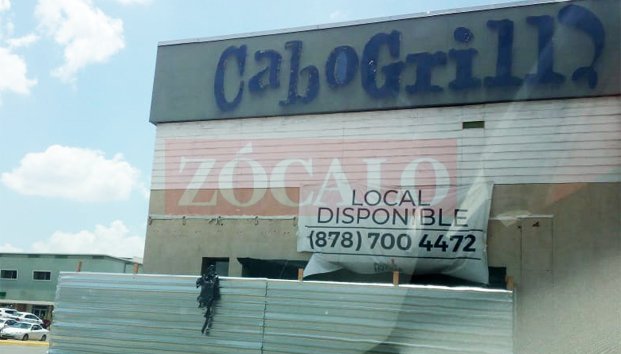 CaboGrill
ZÓCALO
LOCAL
DISPONIBLE
(878) 700 4472